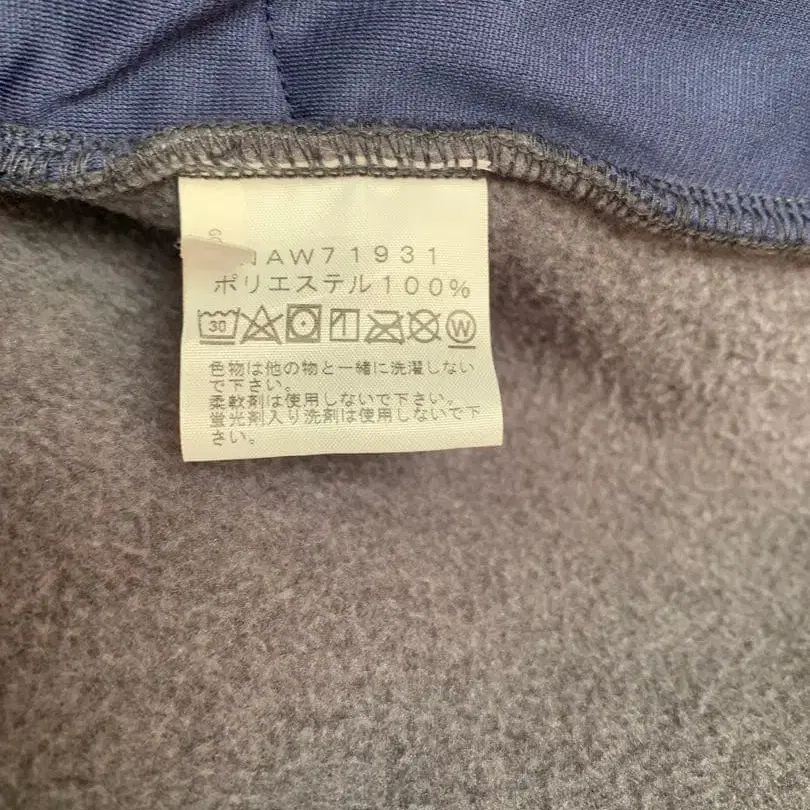 AW71931
ポリエステル100%
30
W
色物は他の物と一緒に洗濯しない
で下さい。
柔軟剤は使用しないで下さい。
蛍光剤入り洗剤は使用しないで下
さい。